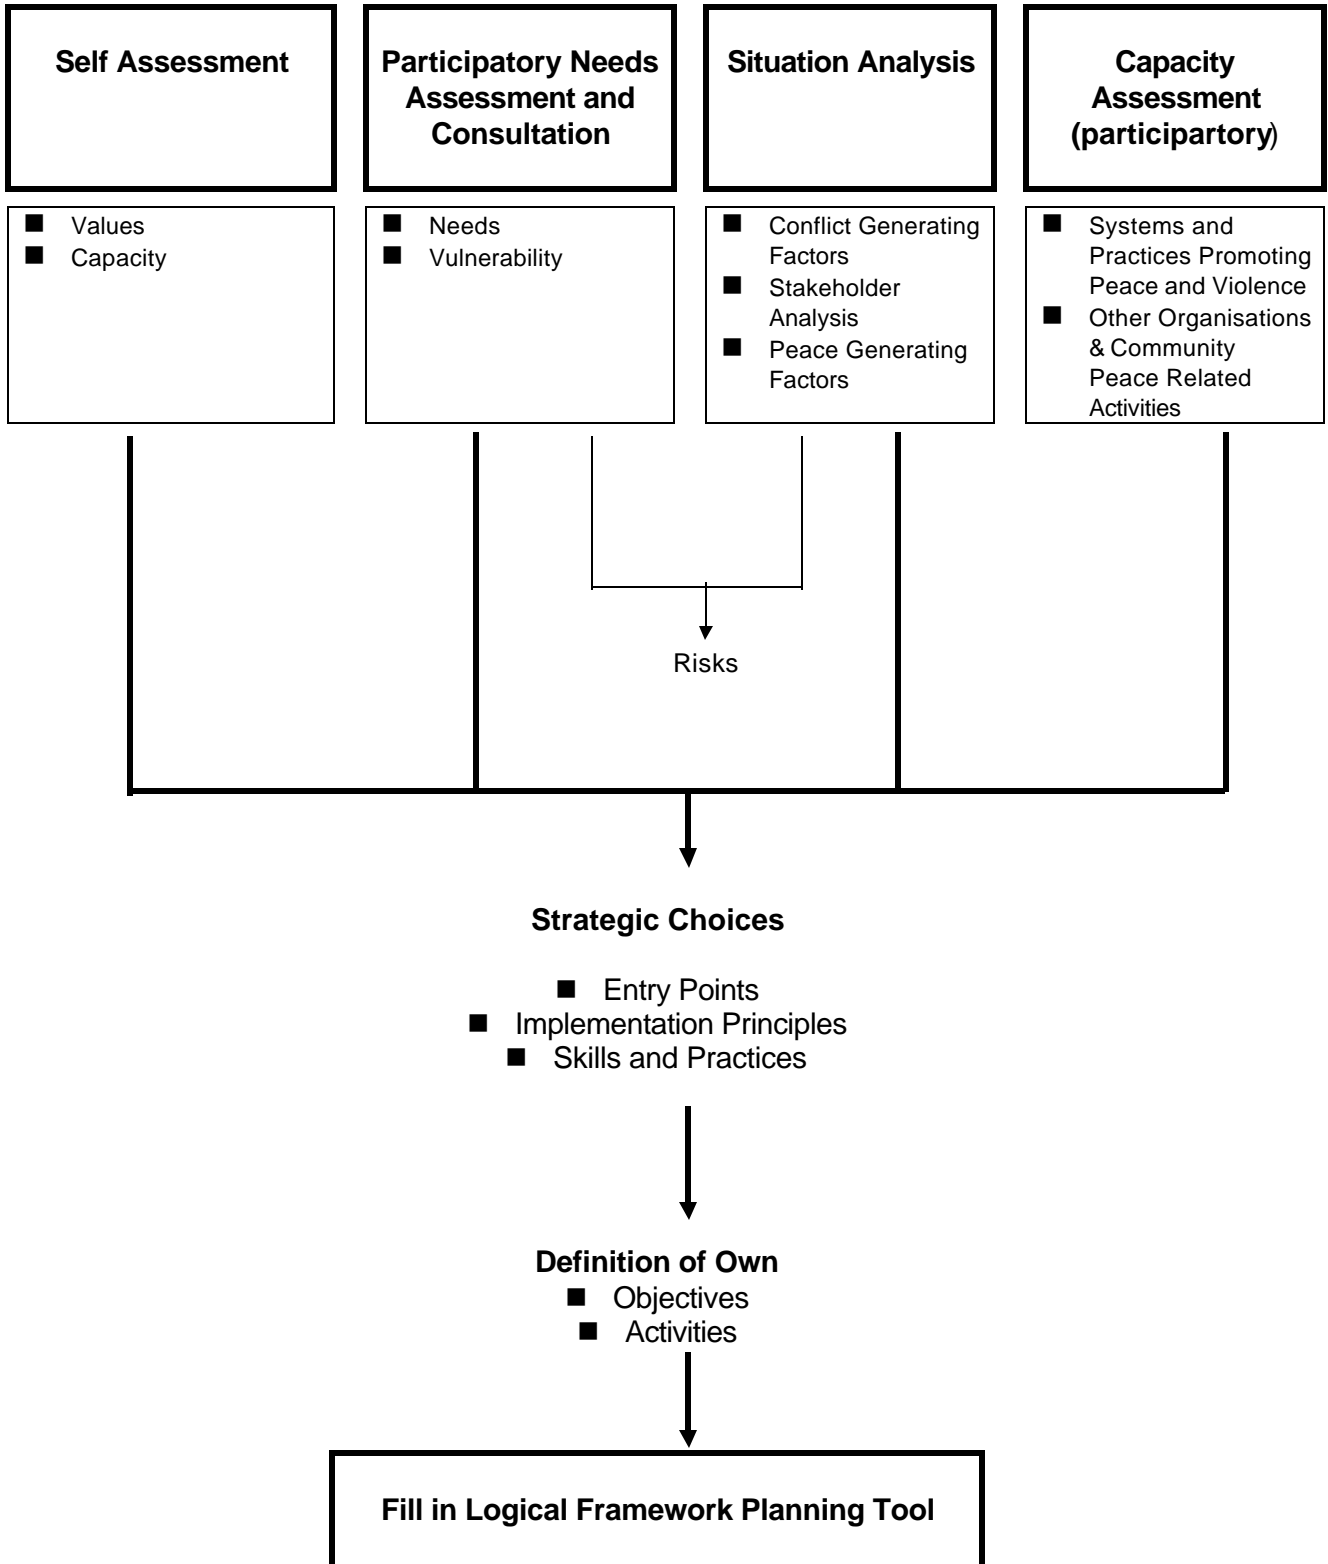 Self Assessment
Participatory Needs
Assessment and
Consultation
Situation Analysis
Capacity
Assessment
(participartory)
■ Values
■ Capacity
■ Needs
■ Vulnerability
■ Conflict Generating
Factors
■ Stakeholder
Analysis
■ Peace Generating
Factors
■ Systems and
Practices Promoting
Peace and Violence
■ Other Organisations
& Community
Peace Related
Activities
Risks
Strategic Choices
■ Entry Points
■ Implementation Principles
■ Skills and Practices
Definition of Own
■ Objectives
■ Activities
Fill in Logical Framework Planning Tool